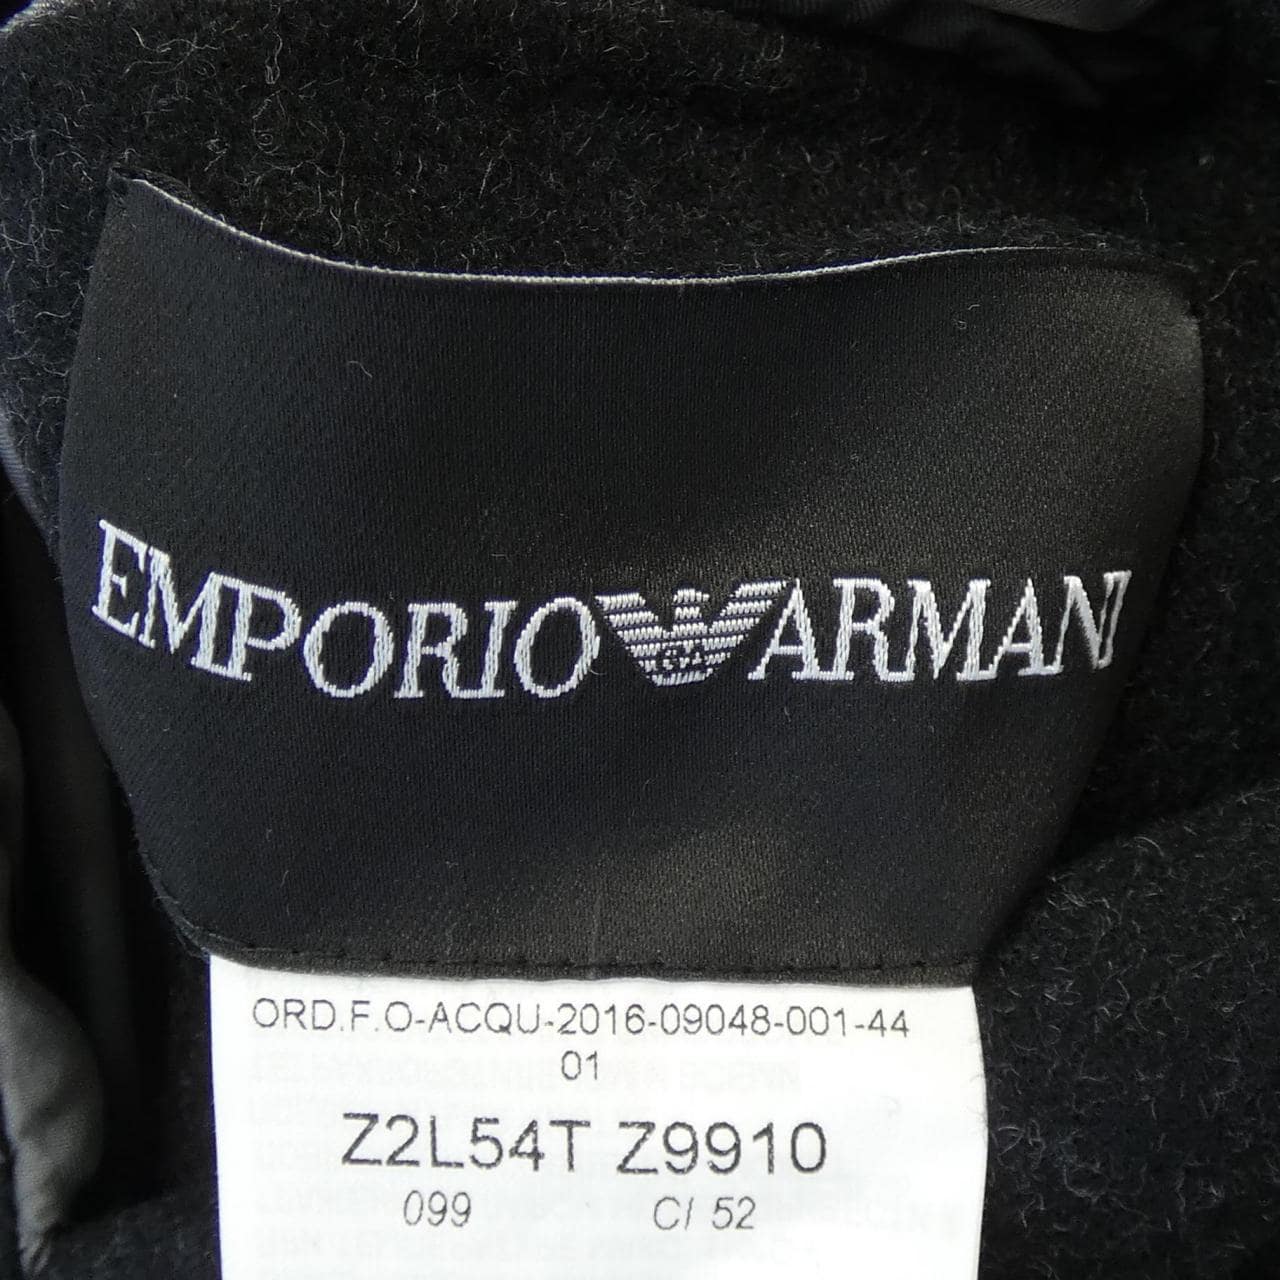 EMPORIO ARMANI
ORD.F.O-ACQU-2016-09048-001-44
01
Z2L54T Z9910
099 C/ 52